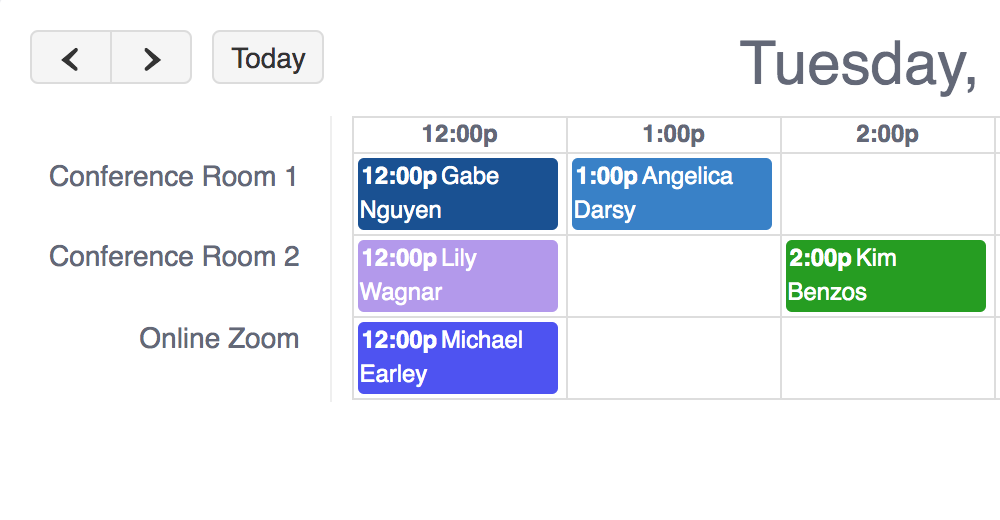 Today
Tuesday,
12:00p 1:00p 2:00p
Conference Room 1
12:00p Gabe
Nguyen
1:00p Angelica
Darsy
Conference Room 2
12:00p Lily
Wagnar
2:00p Kim
Benzos
Online Zoom
12:00p Michael
Earley